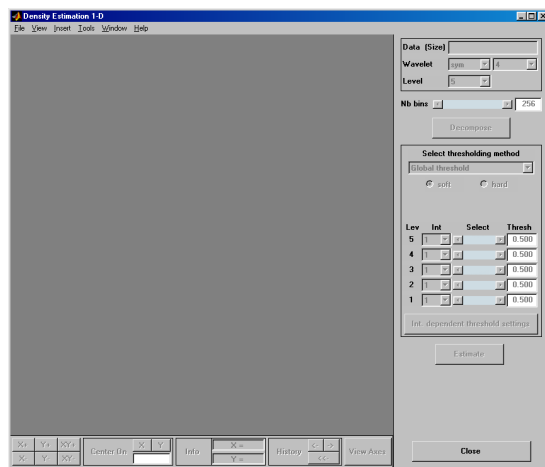 Density Estimation 1-D
File View Insert Tools Window Help
Data (Size)
Wavelet sym 4
Level 5
Nb bins 256
Decompose
Select thresholding method
Global threshold
soft hard
Lev Int Select Thresh
5 1 0.500
4 1 0.500
3 1 0.500
2 1 0.500
1 1 0.500
Int. dependent threshold settings
Estimate
X+ Y+ XY+
X- Y- XY-
Center On X Y
Info X = Y =
History <- -> <<-
View Axes
Close